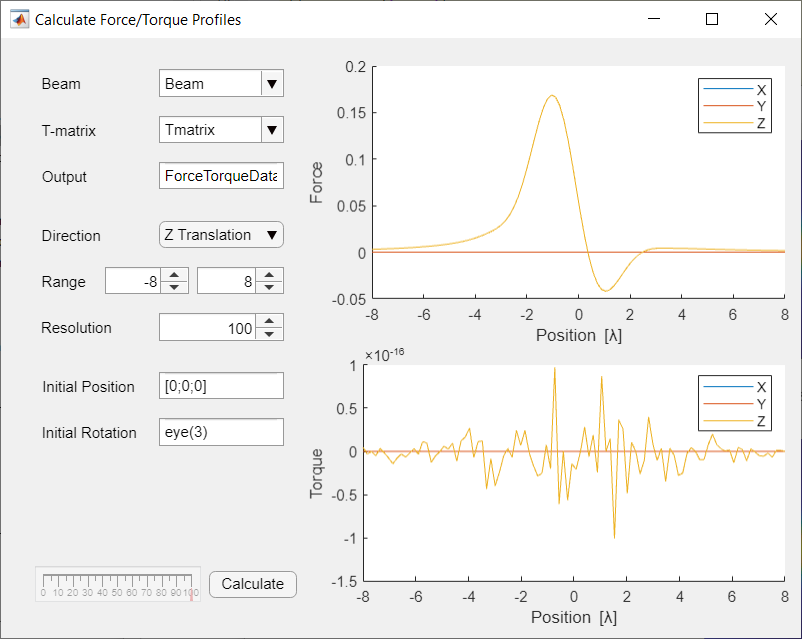 Calculate Force/Torque Profiles
Beam Beam
T-matrix Tmatrix
Output ForceTorqueData
Direction Z Translation
Range -8 8
Resolution 100
Initial Position [0;0;0]
Initial Rotation eye(3)
0 10 20 30 40 50 60 70 80 90 100
Calculate
0.2
0.15
0.1
0.05
0
-0.05
Force
-8 -6 -4 -2 0 2 4 6 8
Position [λ]
X
Y
Z
×10-16
1
0.5
0
-0.5
-1
-1.5
Torque
-8 -6 -4 -2 0 2 4 6 8
Position [λ]
X
Y
Z